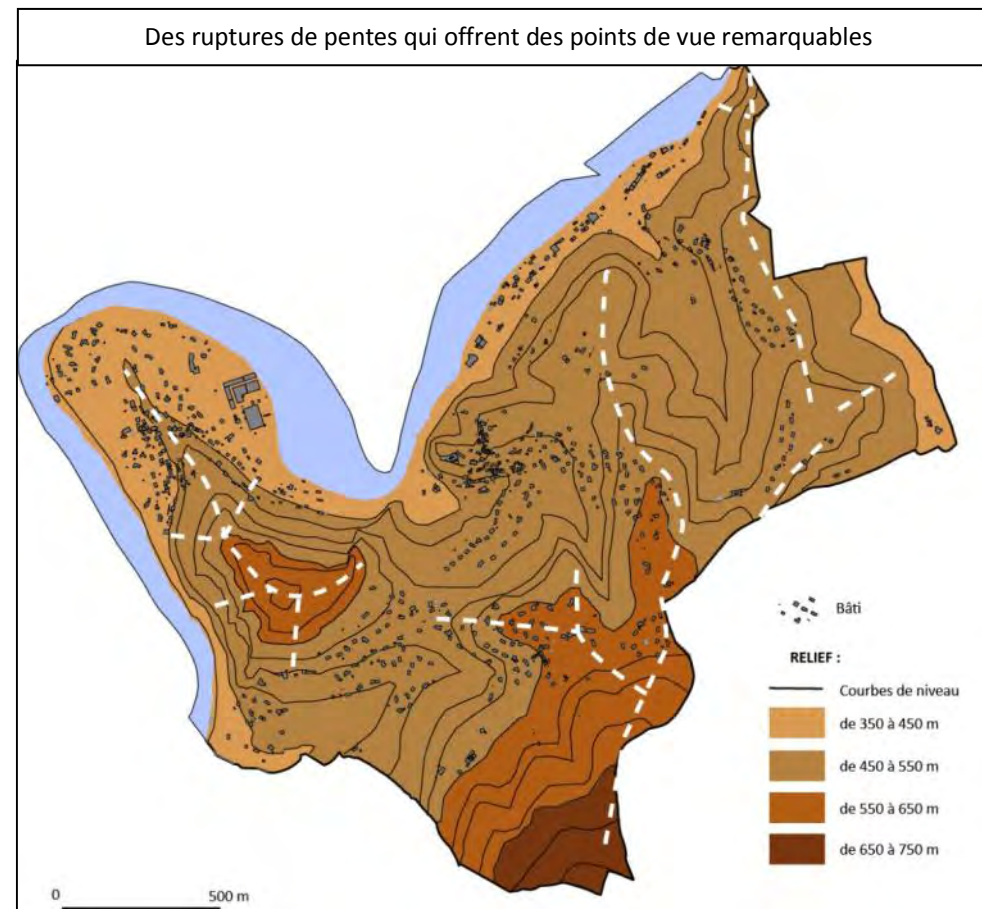 Des ruptures de pentes qui offrent des points de vue remarquables
Bâti
RELIEF :
Courbes de niveau
de 350 à 450 m
de 450 à 550 m
de 550 à 650 m
de 650 à 750 m
0 500 m